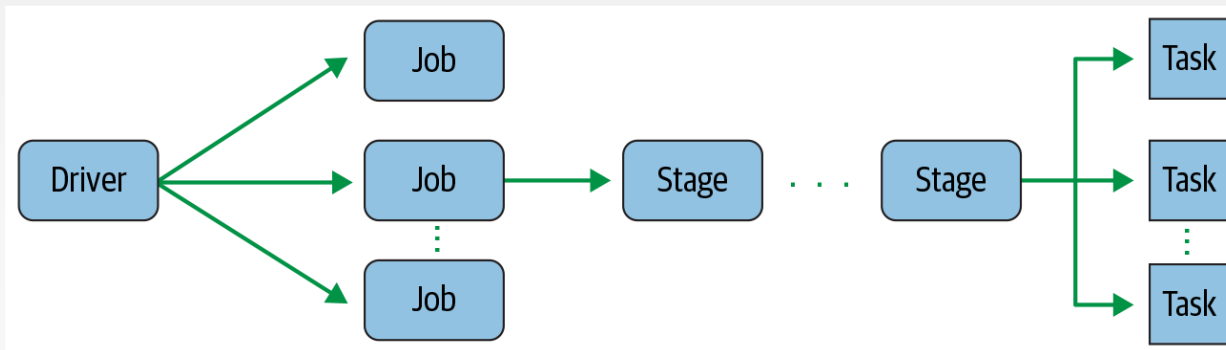 Driver
Job
Job
Job
Stage
. . .
Stage
Task
Task
Task